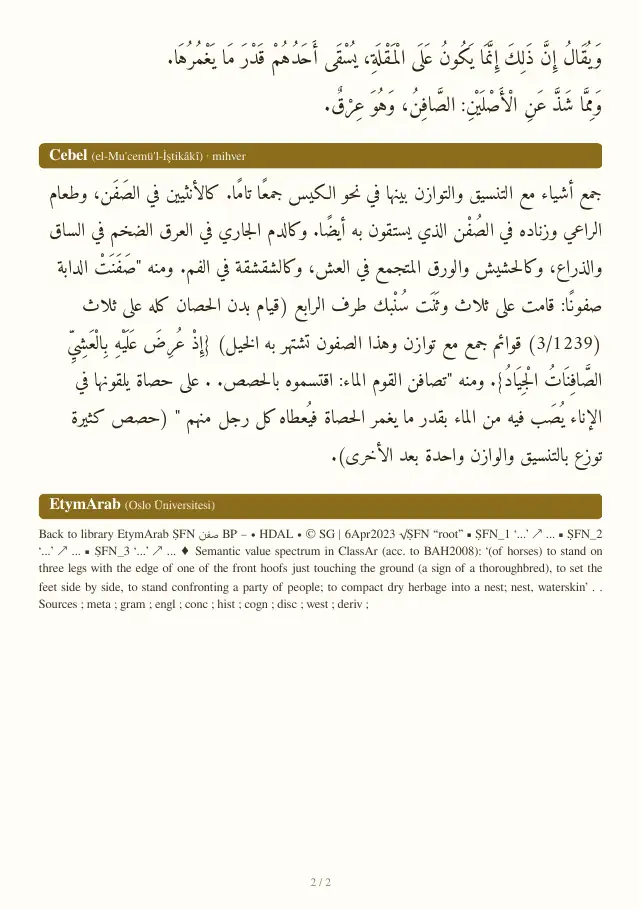 وَيُقَالُ إِنَّ ذَلِكَ إِنَّمَا يَكُونُ عَلَى الْمَقْلَةِ، يُسْقَى أَحَدُهُمْ قَدْرَ مَا يَغْمُرُهَا.
وَمِمَّا شَذَّ عَنِ الْأَصْلَيْنِ: الصَّافِنُ، وَهُوَ عِرْقٌ.
Cebel (el-Mu'cemü'l-İştikâkî) · mihver
جمع أشياء مع التنسيق والتوازن بينها في نحو الكيس جمعًا تامًا. كالأنثيين في الصَفَن، وطعام
الراعي وزناده في الصُفْن الذي يستقون به أيضًا. وكالدم الجاري في العرق الضخم في الساق
والذراع، وكالحشيش والورق المتجمع في العش، وكالشقشقة في الفم. ومنه "صَفَنَتْ الدابة
صفونًا: قامت على ثلاث وثَنَت سُنْبك طرف الرابع (قيام بدن الحصان كله على ثلاث
(3/1239) قوائم جمع مع توازن وهذا الصفون تشتهر به الخيل) {إِذْ عُرِضَ عَلَيْهِ بِالْعَشِيِّ
الصَّافِنَاتُ الْجِيَادُ}. ومنه "تصافن القوم الماء: اقتسموه بالحصص. . على حصاة يلقونها في
الإناء يُصَب فيه من الماء بقدر ما يغمر الحصاة فيُعطاه كل رجل منهم " (حصص كثيرة
توزع بالتنسيق والوازن واحدة بعد الأخرى).
EtymArab (Oslo Üniversitesi)
Back to library EtymArab ṢFN صفن BP – • HDAL • © SG | 6Apr2023 √ṢFN “root” ▪ ṢFN_1 ‘...’ ↗ ... ▪ ṢFN_2
‘...’ ↗ ... ▪ ṢFN_3 ‘...’ ↗ ... ♦ Semantic value spectrum in ClassAr (acc. to BAH2008): ‘(of horses) to stand on
three legs with the edge of one of the front hoofs just touching the ground (a sign of a thoroughbred), to set the
feet side by side, to stand confronting a party of people; to compact dry herbage into a nest; nest, waterskin’ . .
Sources ; meta ; gram ; engl ; conc ; hist ; cogn ; disc ; west ; deriv ;
2 / 2